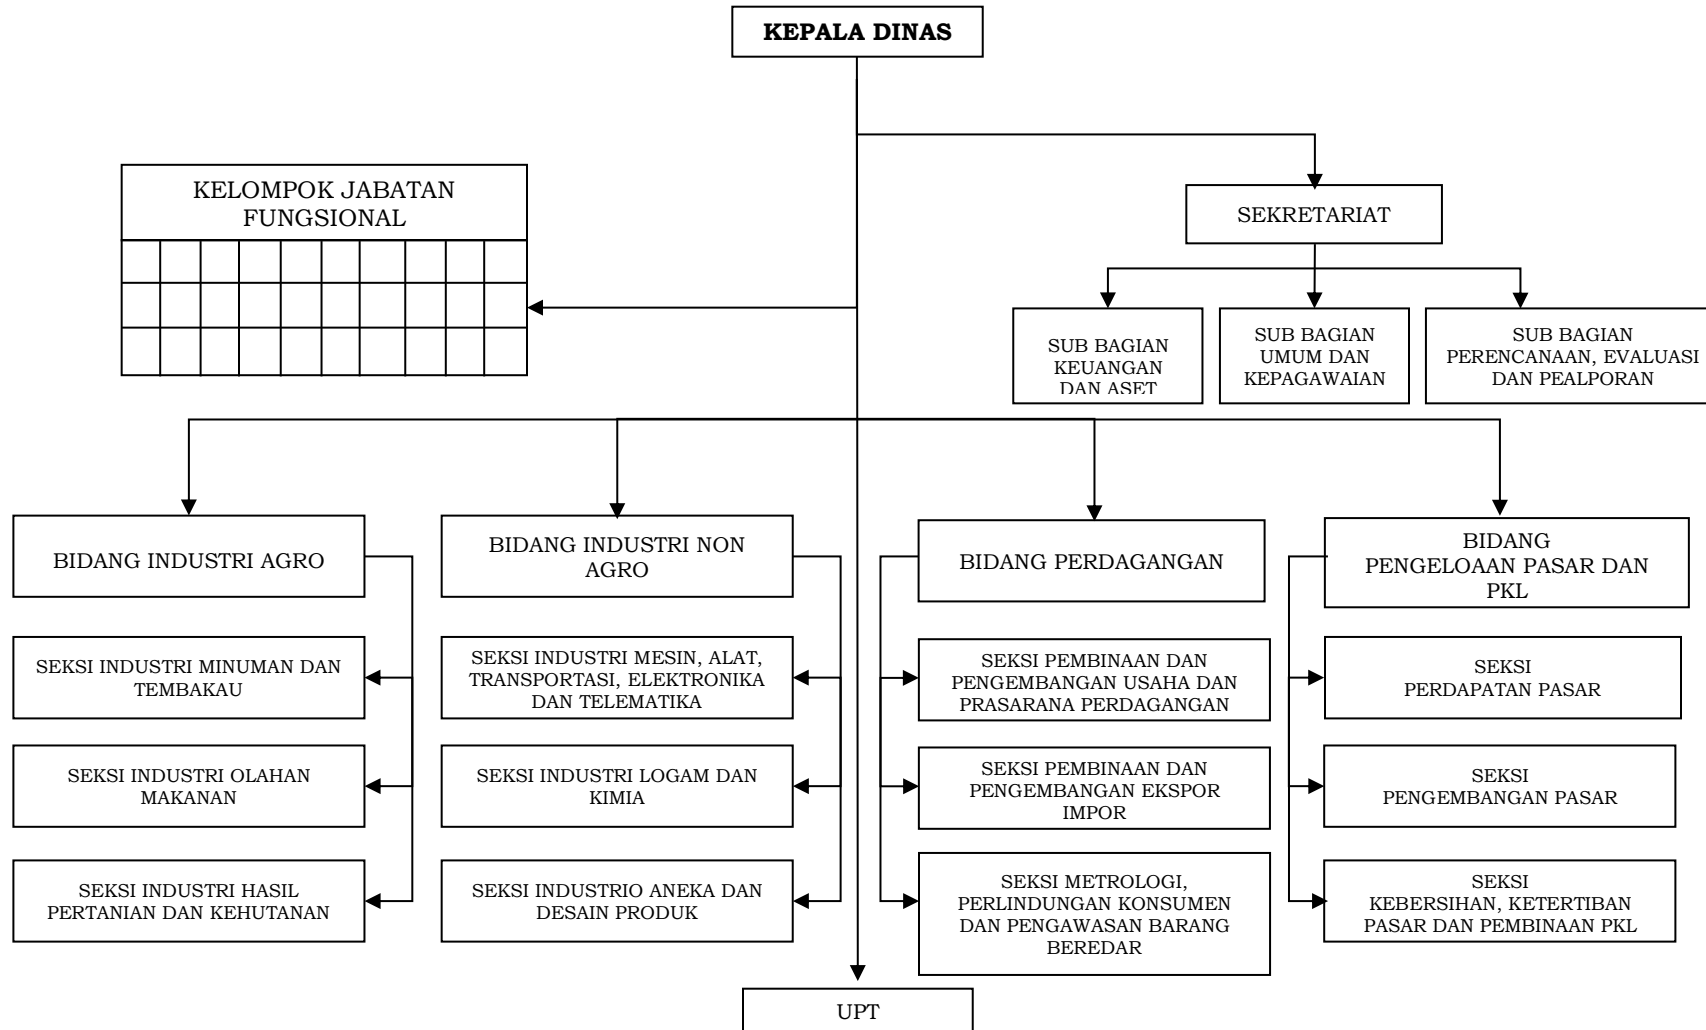 KEPALA DINAS
KELOMPOK JABATAN
FUNGSIONAL
SEKRETARIAT
SUB BAGIAN
KEUANGAN
DAN ASET
SUB BAGIAN
UMUM DAN
KEPAGAWAIAN
SUB BAGIAN
PERENCANAAN, EVALUASI
DAN PEALPORAN
BIDANG INDUSTRI AGRO
BIDANG INDUSTRI NON
AGRO
BIDANG PERDAGANGAN
BIDANG
PENGELOAAN PASAR DAN
PKL
SEKSI INDUSTRI MINUMAN DAN
TEMBAKAU
SEKSI INDUSTRI MESIN, ALAT,
TRANSPORTASI, ELEKTRONIKA
DAN TELEMATIKA
SEKSI PEMBINAAN DAN
PENGEMBANGAN USAHA DAN
PRASARANA PERDAGANGAN
SEKSI
PERDAPATAN PASAR
SEKSI INDUSTRI OLAHAN
MAKANAN
SEKSI INDUSTRI LOGAM DAN
KIMIA
SEKSI PEMBINAAN DAN
PENGEMBANGAN EKSPOR
IMPOR
SEKSI
PENGEMBANGAN PASAR
SEKSI INDUSTRI HASIL
PERTANIAN DAN KEHUTANAN
SEKSI INDUSTRIO ANEKA DAN
DESAIN PRODUK
SEKSI METROLOGI,
PERLINDUNGAN KONSUMEN
DAN PENGAWASAN BARANG
BEREDAR
SEKSI
KEBERSIHAN, KETERTIBAN
PASAR DAN PEMBINAAN PKL
UPT